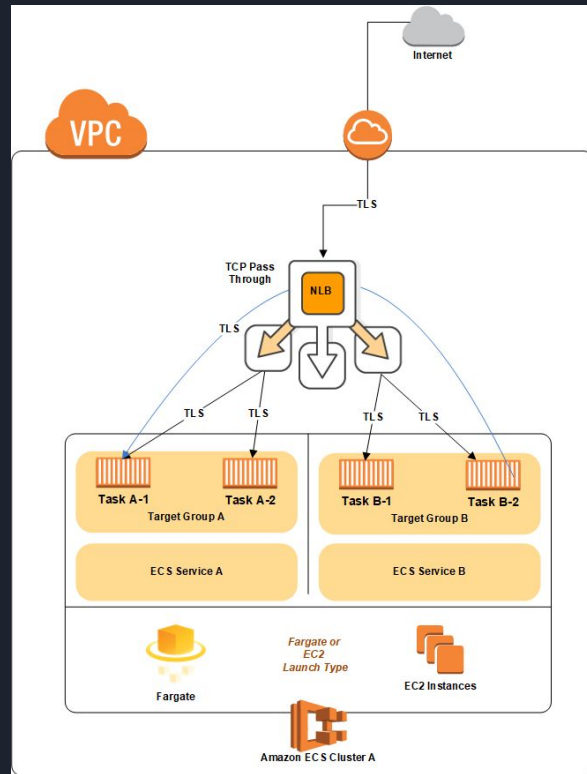 Internet
VPC
TLS
TCP Pass
Through
NLB
TLS
TLS
TLS
TLS
TLS
Task A-1
Task A-2
Task B-1
Task B-2
Target Group A
Target Group B
ECS Service A
ECS Service B
Fargate or
EC2
Launch Type
Fargate
EC2 Instances
Amazon ECS Cluster A